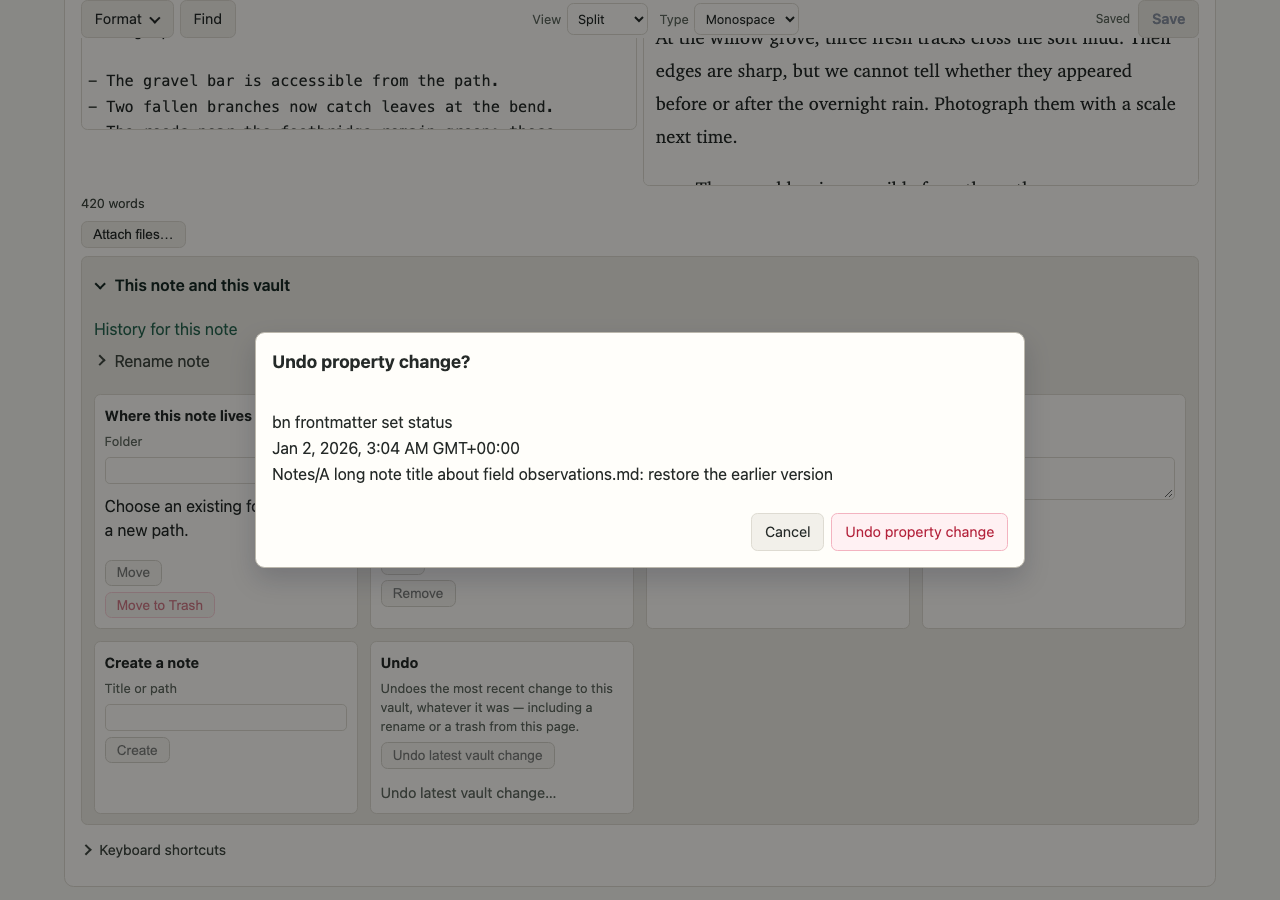 Format
Find
View
Split
Type
Monospace
Saved
Save
– The gravel bar is accessible from the path.
– Two fallen branches now catch leaves at the bend.
At the willow grove, three fresh tracks cross the soft mud. Their
edges are sharp, but we cannot tell whether they appeared
before or after the overnight rain. Photograph them with a scale
next time.
420 words
Attach files…
This note and this vault
History for this note
Rename note
Where this note lives
Folder
Choose an existing
a new path.
Move
Move to Trash
Remove
Undo property change?
bn frontmatter set status
Jan 2, 2026, 3:04 AM GMT+00:00
Notes/A long note title about field observations.md: restore the earlier version
Cancel
Undo property change
Create a note
Title or path
Create
Undo
Undoes the most recent change to this
vault, whatever it was — including a
rename or a trash from this page.
Undo latest vault change
Undo latest vault change…
Keyboard shortcuts